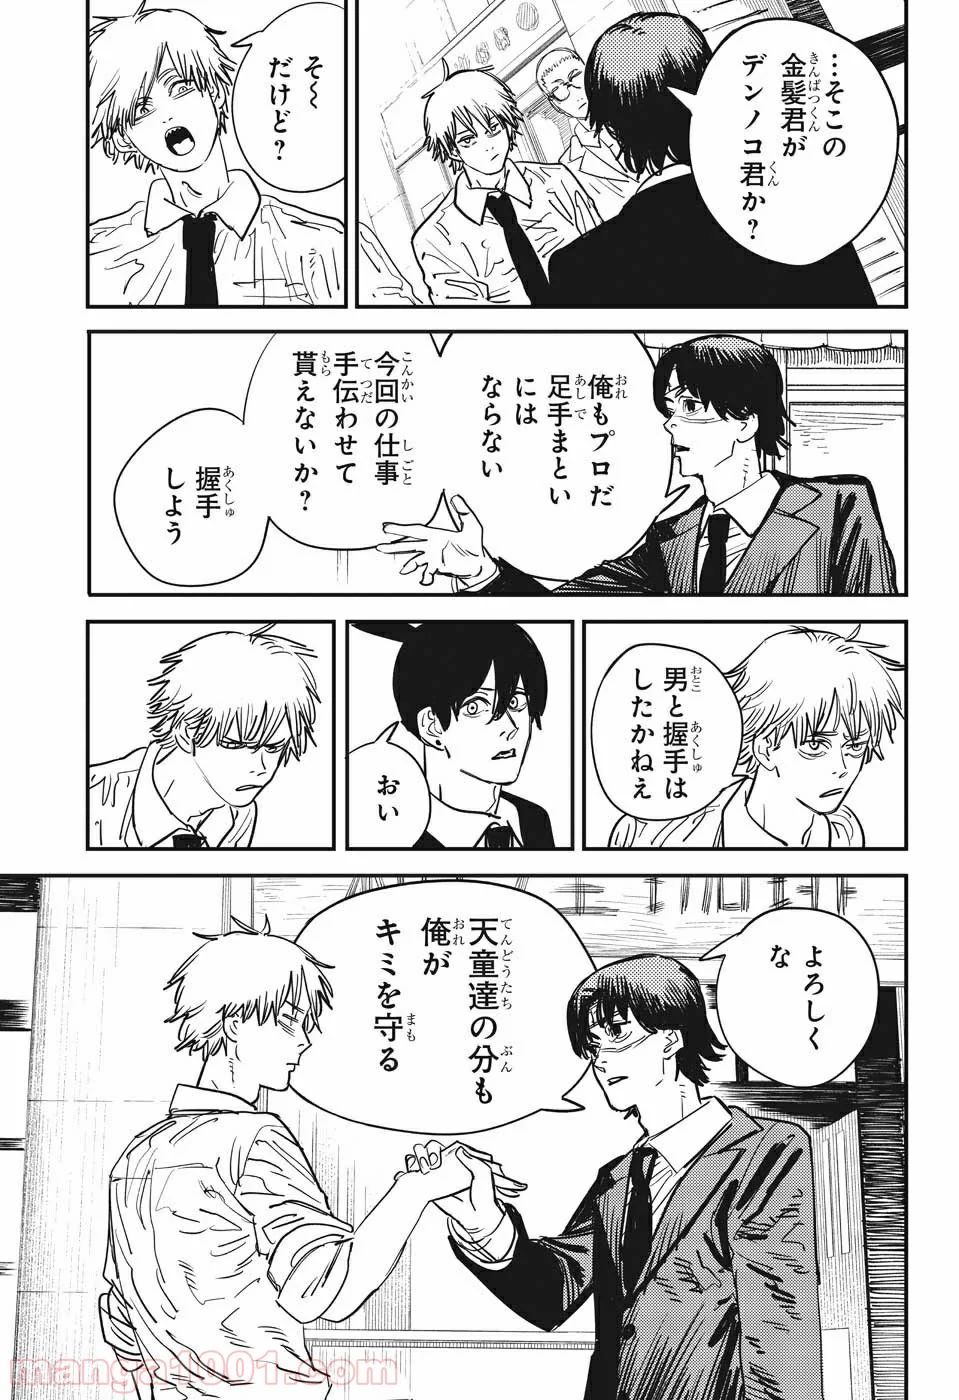 …そこの
金髪君が
デンノコ君か?
そ〜
だけど?
俺もプロだ
足手まとい
には
ならない
今回の仕事
手伝わせて
貰えないか?
握手
しよう
男と握手は
したかねえ
おい
よろしく
な
天童達の分も
俺が
キミを守る
manga1001.com